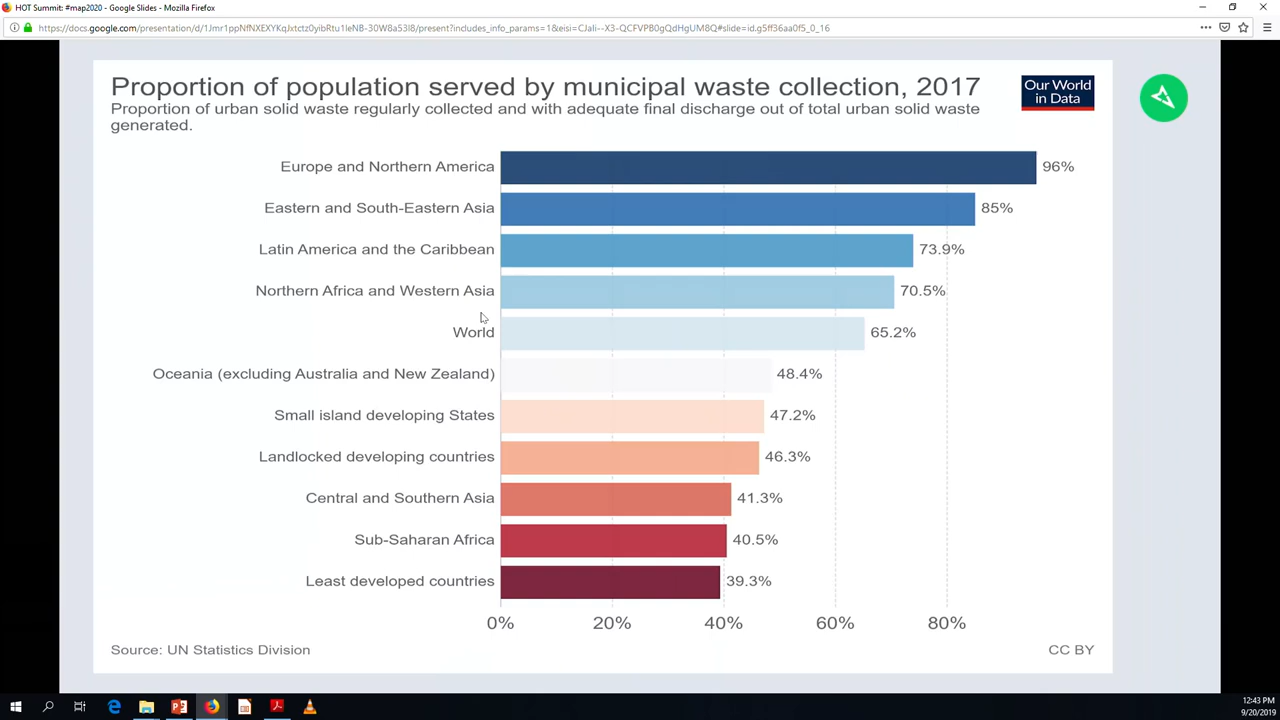 HOT Summit: #map2020 - Google Slides - Mozilla Firefox
Proportion of population served by municipal waste collection, 2017
Proportion of urban solid waste regularly collected and with adequate final discharge out of total urban solid waste
generated.
Our World
in Data
Europe and Northern America 96%
Eastern and South-Eastern Asia 85%
Latin America and the Caribbean 73.9%
Northern Africa and Western Asia 70.5%
World 65.2%
Oceania (excluding Australia and New Zealand) 48.4%
Small island developing States 47.2%
Landlocked developing countries 46.3%
Central and Southern Asia 41.3%
Sub-Saharan Africa 40.5%
Least developed countries 39.3%
0% 20% 40% 60% 80%
Source: UN Statistics Division CC BY
12:43 PM
9/20/2019